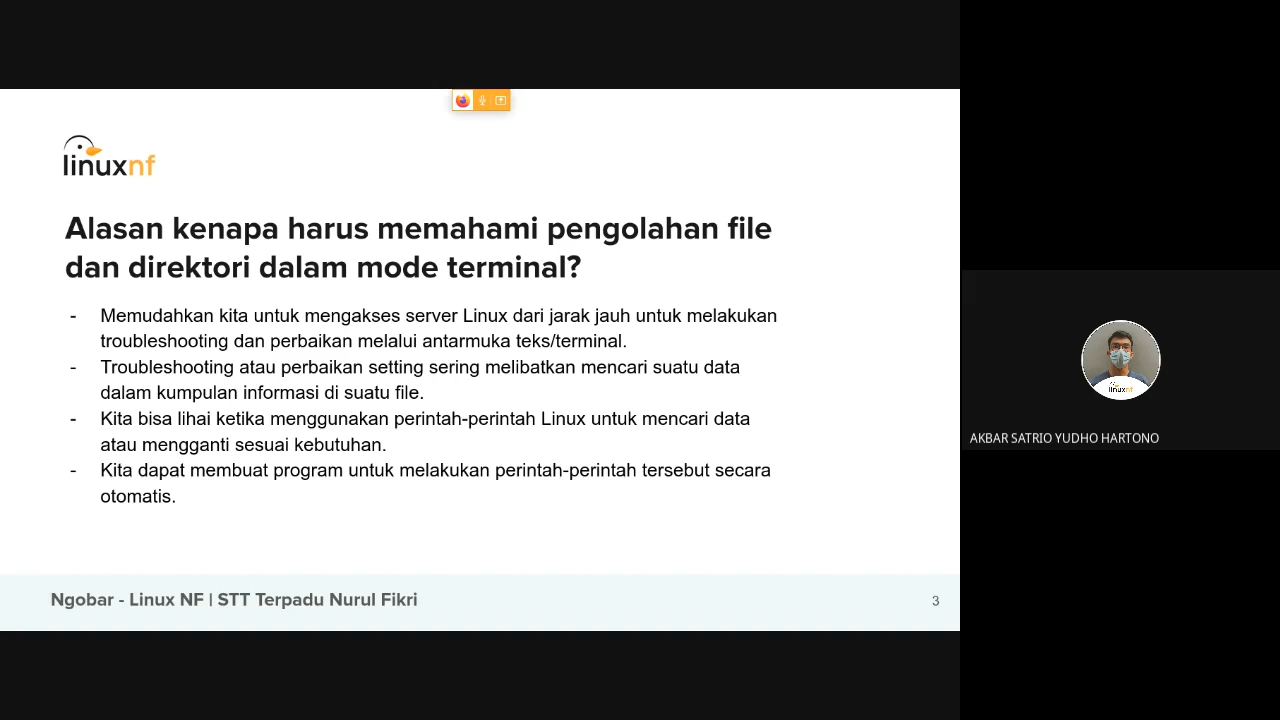 linuxnf
Alasan kenapa harus memahami pengolahan file
dan direktori dalam mode terminal?
- Memudahkan kita untuk mengakses server Linux dari jarak jauh untuk melakukan
troubleshooting dan perbaikan melalui antarmuka teks/terminal.
- Troubleshooting atau perbaikan setting sering melibatkan mencari suatu data
dalam kumpulan informasi di suatu file.
- Kita bisa lihai ketika menggunakan perintah-perintah Linux untuk mencari data
atau mengganti sesuai kebutuhan.
- Kita dapat membuat program untuk melakukan perintah-perintah tersebut secara
otomatis.
Ngobar - Linux NF | STT Terpadu Nurul Fikri
3
linuxnf
AKBAR SATRIO YUDHO HARTONO